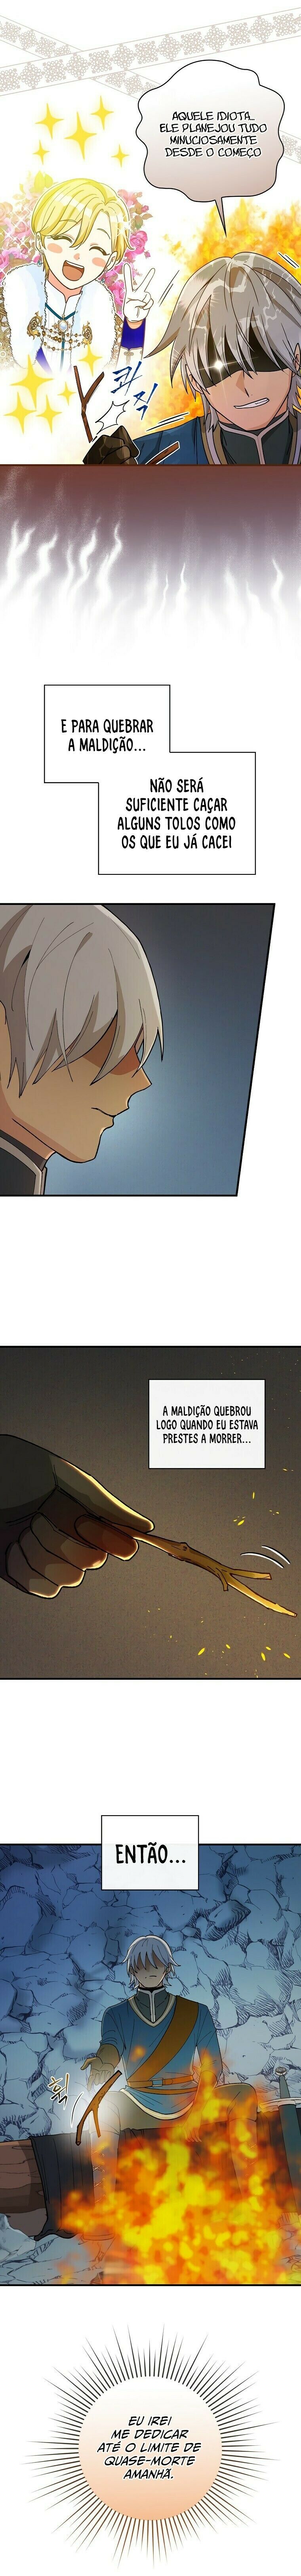 AQUELE IDIOTA..
ELE PLANEJOU TUDO
MINUCIOSAMENTE
DESDE O COMEÇO
콰직
E PARA QUEBRAR
A MALDIÇÃO...
NÃO SERÁ
SUFICIENTE CAÇAR
ALGUNS TOLOS COMO
OS QUE EU JÁ CACEI
A MALDIÇÃO QUEBROU
LOGO QUANDO EU ESTAVA
PRESTES A MORRER...
ENTÃO...
휙
EU IREI
ME DEDICAR
ATÉ O LIMITE DE
QUASE-MORTE
AMANHÃ.